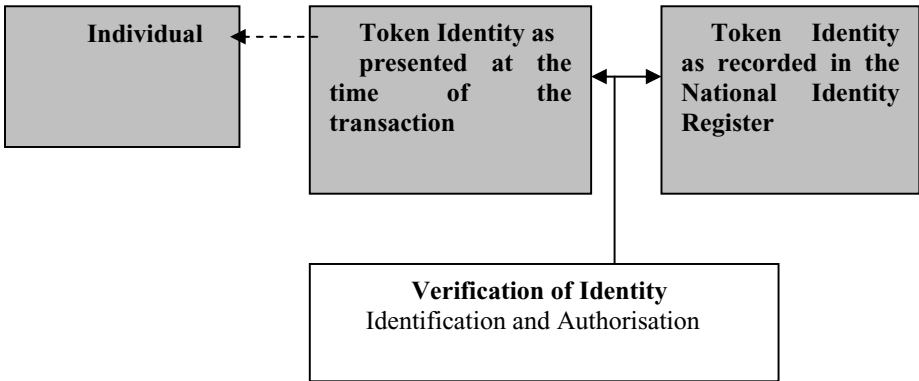 Individual
Token Identity as
presented at the
time of the
transaction
Token Identity
as recorded in the
National Identity
Register
Verification of Identity
Identification and Authorisation